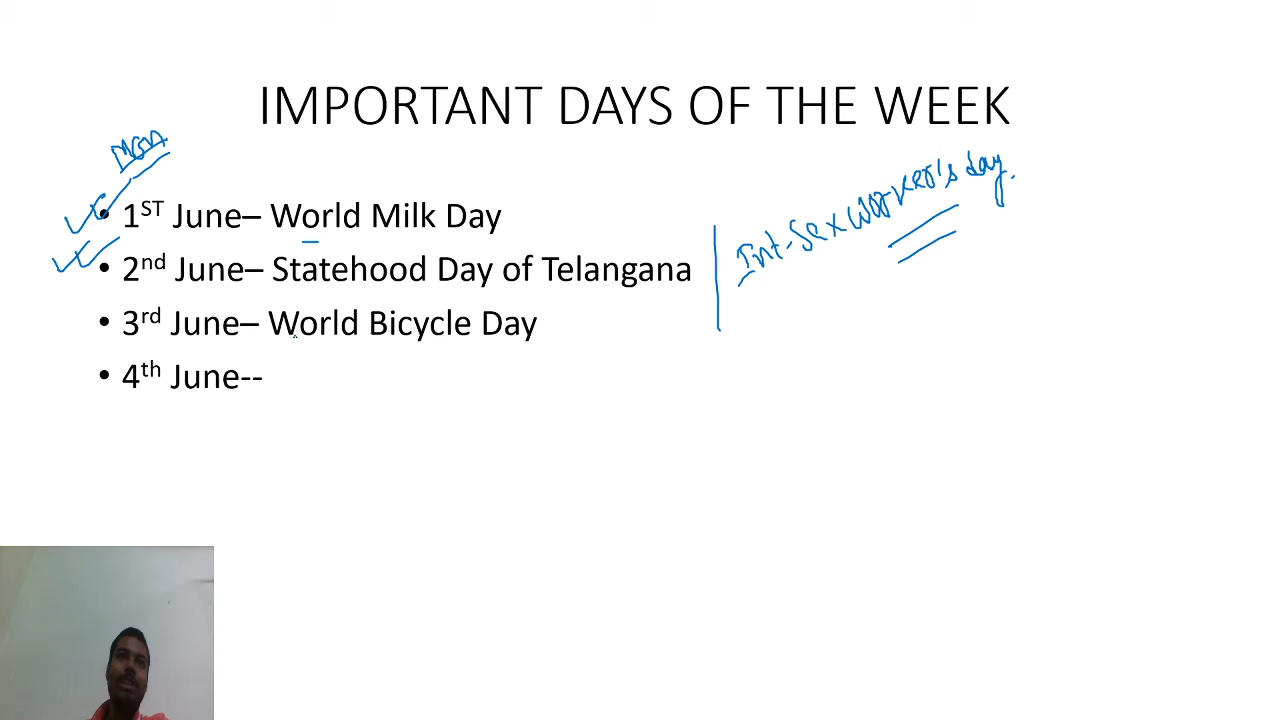 IMPORTANT DAYS OF THE WEEK
• 1ST June– World Milk Day
• 2nd June– Statehood Day of Telangana
Int-Sex Worker's day.
• 3rd June– World Bicycle Day
• 4th June--